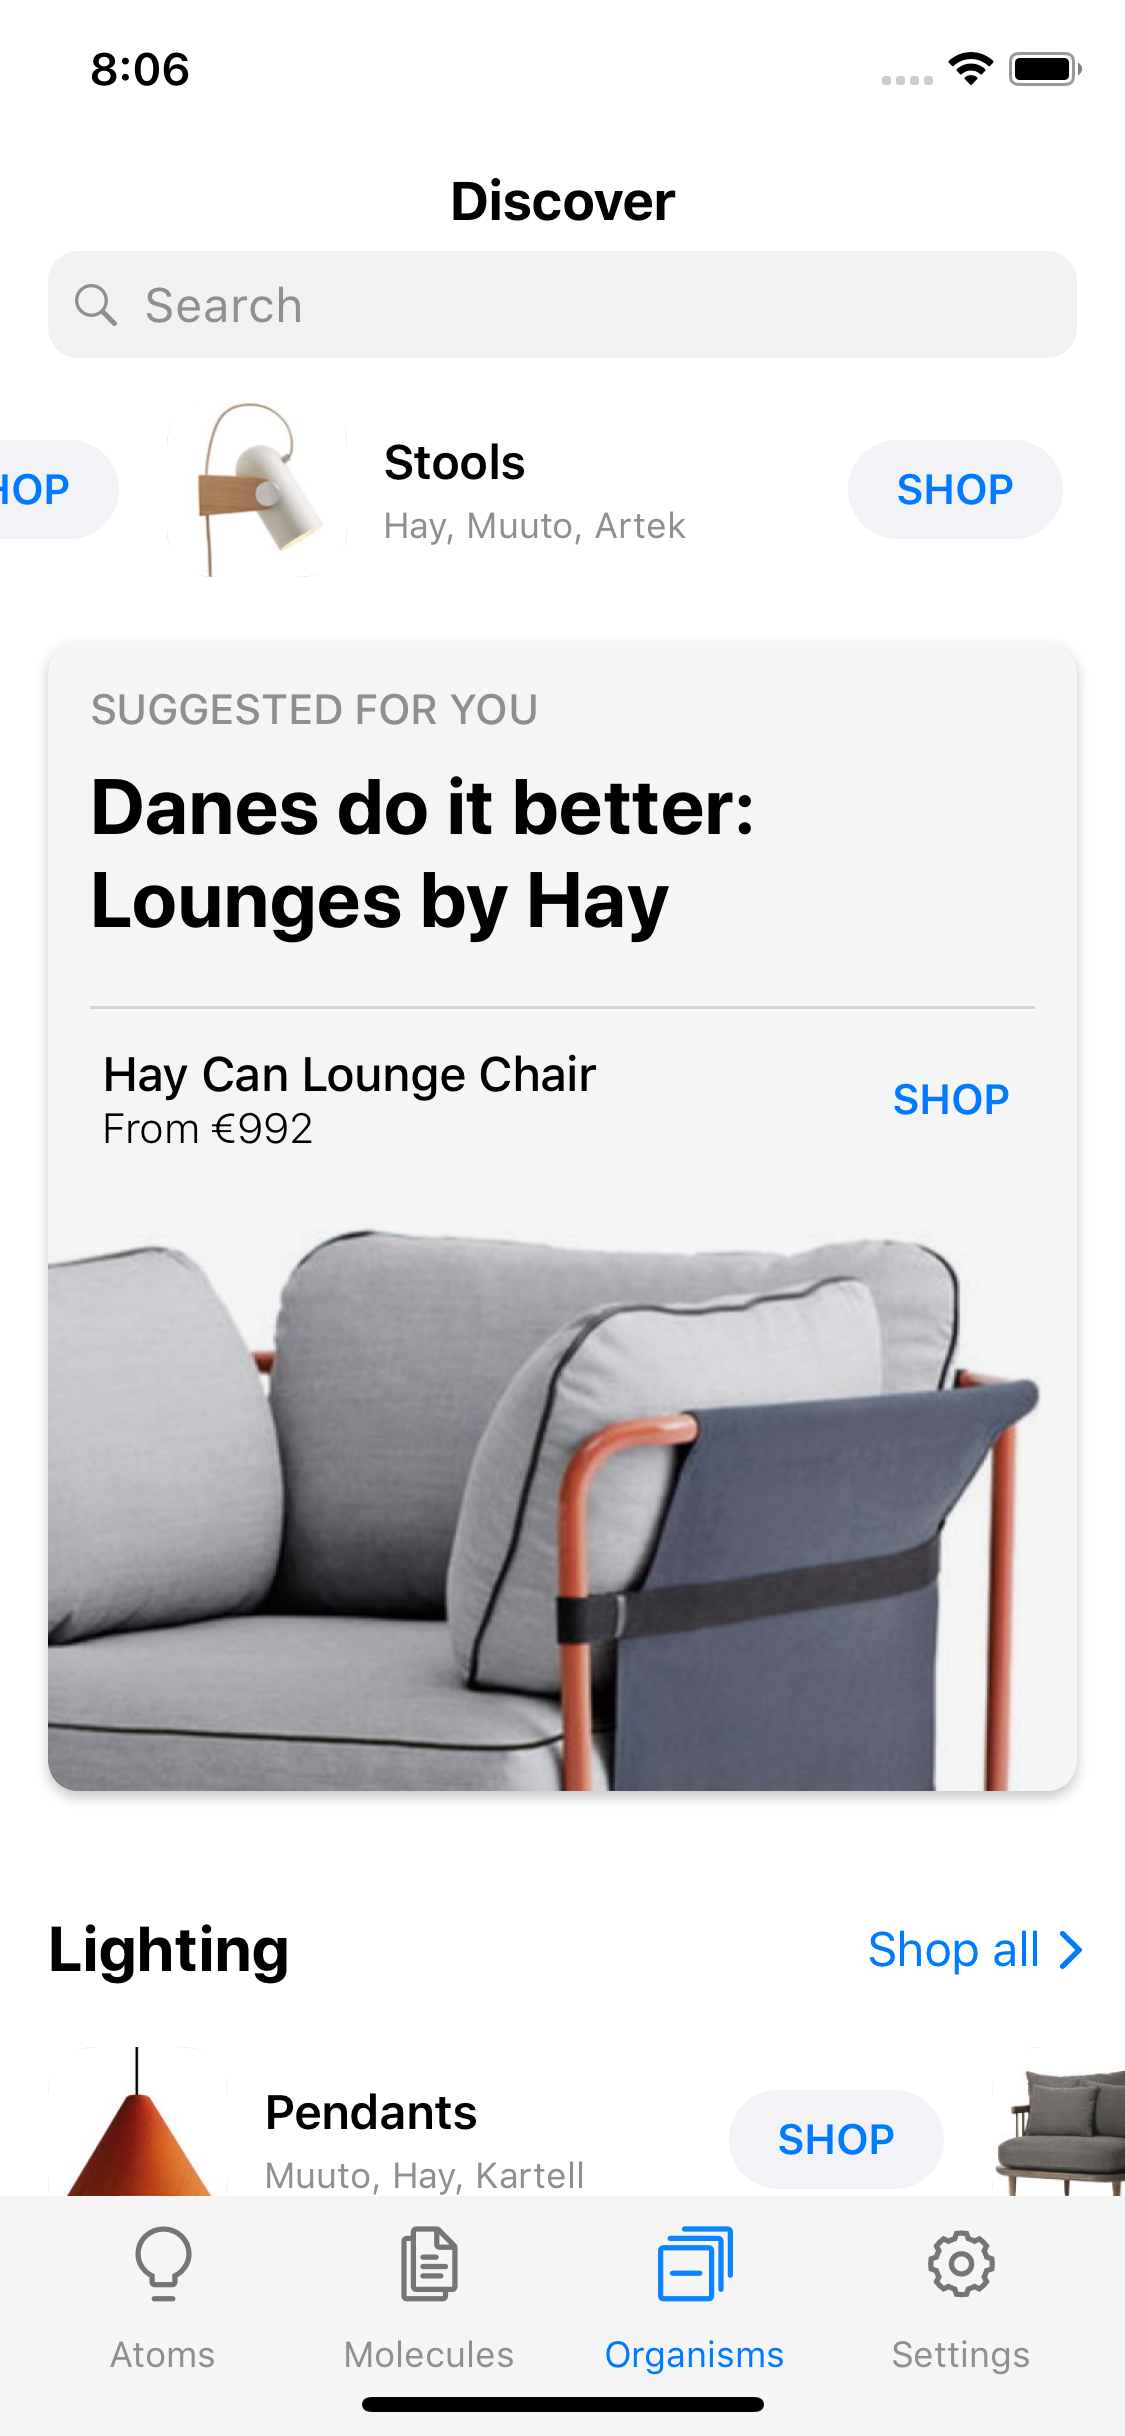 8:06
Discover
Search
HOP
Stools
Hay, Muuto, Artek
SHOP
SUGGESTED FOR YOU
Danes do it better:
Lounges by Hay
Hay Can Lounge Chair
From €992
SHOP
Lighting
Shop all
Pendants
Muuto, Hay, Kartell
SHOP
Atoms
Molecules
Organisms
Settings